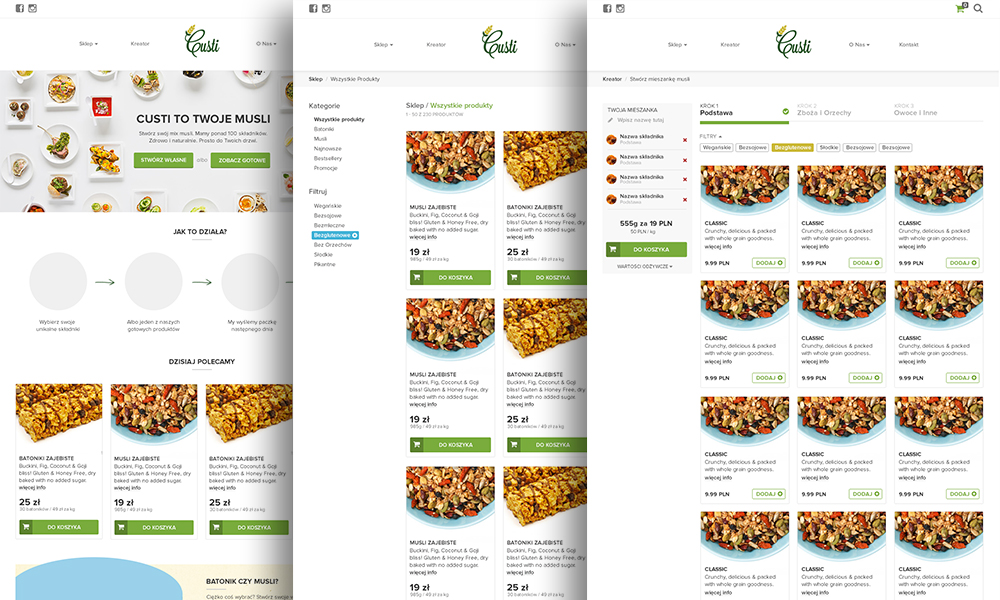 Sklep
Kreator
Custi
O Nas
CUSTI TO TWOJE MUSLI
Stwórz swój mix musli. Mamy ponad 100 składników.
Zdrowo i naturalnie. Prosto do Twoich drzwi.
STWÓRZ WŁASNE
albo
ZOBACZ GOTOWE
JAK TO DZIAŁA?
Wybierz swoje
unikalne składniki
Albo jeden z naszych
gotowych produktów
My wyślemy paczkę
następnego dnia
DZISIAJ POLECAMY
BATONIKI ZAJEBISTE
Buckini, Fig, Coconut & Goji
bliss! Gluten & Honey Free, dry
baked with no added sugar.
więcej info
25 zł
30 batoników / 49 zł za kg
DO KOSZYKA
MUSLI ZAJEBISTE
Buckini, Fig, Coconut & Goji
bliss! Gluten & Honey Free, dry
baked with no added sugar.
więcej info
19 zł
985g / 49 zł za kg
DO KOSZYKA
BATONIKI ZAJEBISTE
Buckini, Fig, Coconut & Goji
bliss! Gluten & Honey Free, dry
baked with no added sugar.
więcej info
25 zł
30 batoników / 49 zł za kg
DO KOSZYKA
BATONIK CZY MUSLI?
Ciężko coś wybrać? Stwórz swoje
Sklep
Kreator
Custi
O Nas
Sklep / Wszystkie Produkty
Kategorie
Wszystkie produkty
Batoniki
Musli
Najnowsze
Bestsellery
Promocje
Filtruj
Wegańskie
Bezsojowe
Bezmleczne
Bezglutenowe
Bez Orzechów
Słodkie
Pikantne
Sklep / Wszystkie produkty
1 - 50 Z 230 PRODUKTÓW
MUSLI ZAJEBISTE
Buckini, Fig, Coconut & Goji
bliss! Gluten & Honey Free, dry
baked with no added sugar.
więcej info
19 zł
985g / 49 zł za kg
DO KOSZYKA
BATONIKI ZAJEBISTE
Buckini, Fig, Coconut & Goji
bliss! Gluten & Honey Free, dry
baked with no added sugar.
więcej info
25 zł
30 batoników / 49 zł za kg
DO KOSZYKA
MUSLI ZAJEBISTE
Buckini, Fig, Coconut & Goji
bliss! Gluten & Honey Free, dry
baked with no added sugar.
więcej info
19 zł
985g / 49 zł za kg
DO KOSZYKA
BATONIKI ZAJEBISTE
Buckini, Fig, Coconut & Goji
bliss! Gluten & Honey Free, dry
baked with no added sugar.
więcej info
25 zł
30 batoników / 49 zł za kg
DO KOSZYKA
MUSLI ZAJEBISTE
Buckini, Fig, Coconut & Goji
bliss! Gluten & Honey Free, dry
baked with no added sugar.
więcej info
19 zł
985g / 49 zł za kg
BATONIKI ZAJEBISTE
Buckini, Fig, Coconut & Goji
bliss! Gluten & Honey Free, dry
baked with no added sugar.
więcej info
25 zł
30 batoników / 49 zł za kg
0
Sklep
Kreator
Custi
O Nas
Kontakt
Kreator / Stwórz mieszankę musli
TWOJA MIESZANKA
Wpisz nazwę tutaj
Nazwa składnika
Podstawa
Nazwa składnika
Podstawa
Nazwa składnika
Podstawa
Nazwa składnika
Podstawa
555g za 19 PLN
50 PLN / kg
DO KOSZYKA
WARTOŚCI ODŻYWCZE
KROK 1
Podstawa
KROK 2
Zboża i Orzechy
KROK 3
Owoce i Inne
FILTRY
Wegańskie
Bezsojowe
Bezglutenowe
Słodkie
Bezsojowe
Bezsojowe
CLASSIC
Crunchy, delicious & packed
with whole grain goodness.
więcej info
9.99 PLN
DODAJ
CLASSIC
Crunchy, delicious & packed
with whole grain goodness.
więcej info
9.99 PLN
DODAJ
CLASSIC
Crunchy, delicious & packed
with whole grain goodness.
więcej info
9.99 PLN
DODAJ
CLASSIC
Crunchy, delicious & packed
with whole grain goodness.
więcej info
9.99 PLN
DODAJ
CLASSIC
Crunchy, delicious & packed
with whole grain goodness.
więcej info
9.99 PLN
DODAJ
CLASSIC
Crunchy, delicious & packed
with whole grain goodness.
więcej info
9.99 PLN
DODAJ
CLASSIC
Crunchy, delicious & packed
with whole grain goodness.
więcej info
9.99 PLN
DODAJ
CLASSIC
Crunchy, delicious & packed
with whole grain goodness.
więcej info
9.99 PLN
DODAJ
CLASSIC
Crunchy, delicious & packed
with whole grain goodness.
więcej info
9.99 PLN
DODAJ
CLASSIC
Crunchy, delicious & packed
with whole grain goodness.
więcej info
CLASSIC
Crunchy, delicious & packed
with whole grain goodness.
więcej info
CLASSIC
Crunchy, delicious & packed
with whole grain goodness.
więcej info